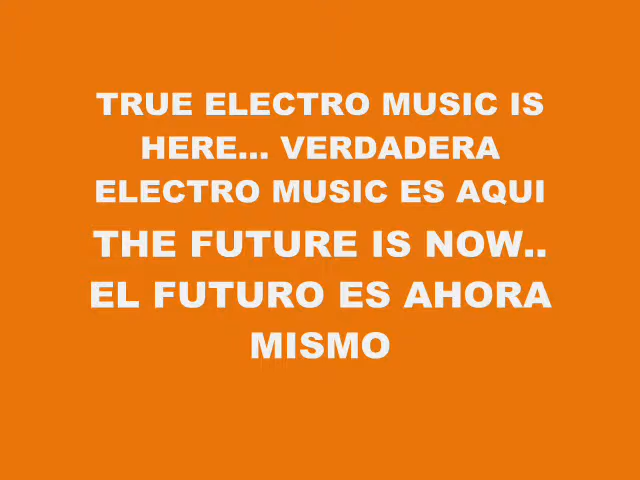 TRUE ELECTRO MUSIC IS
HERE... VERDADERA
ELECTRO MUSIC ES AQUI
THE FUTURE IS NOW..
EL FUTURO ES AHORA
MISMO